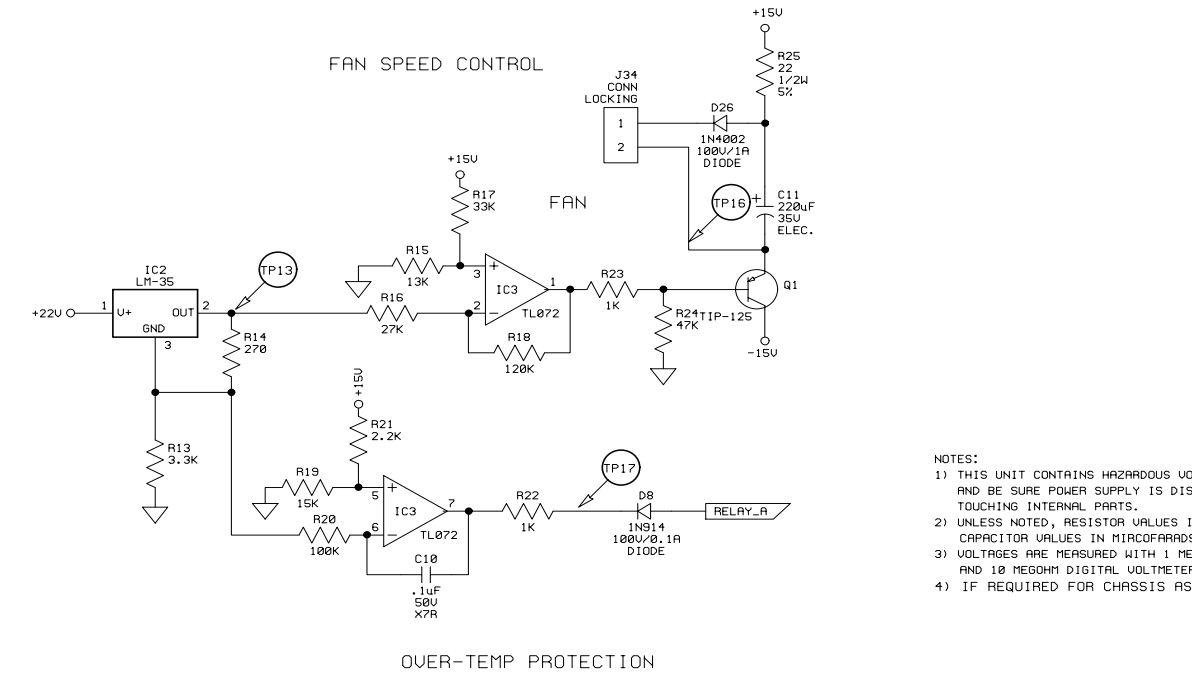 +15V
FAN SPEED CONTROL
R25
22
1/2W
5%
J34
CONN
LOCKING
1
2
D26
1N4002
100V/1A
DIODE
+15V
R17
33K
FAN
TP16
+
C11
220uF
35V
ELEC.
R15
13K
3
+
IC3
1
2
-
TL072
R23
1K
Q1
TIP-125
R24
47K
-15V
IC2
LM-35
+22V
1
V+
OUT
2
GND
3
TP13
R14
270
R16
27K
R18
120K
+15V
R21
2.2K
R13
3.3K
R19
15K
5
+
IC3
7
6
-
TL072
R20
100K
C10
.1uF
50V
X7R
R22
1K
TP17
D8
1N914
100V/0.1A
DIODE
RELAY_A
OVER-TEMP PROTECTION
NOTES:
1) THIS UNIT CONTAINS HAZARDOUS VO
AND BE SURE POWER SUPPLY IS DIS
TOUCHING INTERNAL PARTS.
2) UNLESS NOTED, RESISTOR VALUES I
CAPACITOR VALUES IN MIRCOFARADS
3) VOLTAGES ARE MEASURED WITH 1 ME
AND 10 MEGOHM DIGITAL VOLTMETER
4) IF REQUIRED FOR CHASSIS AS